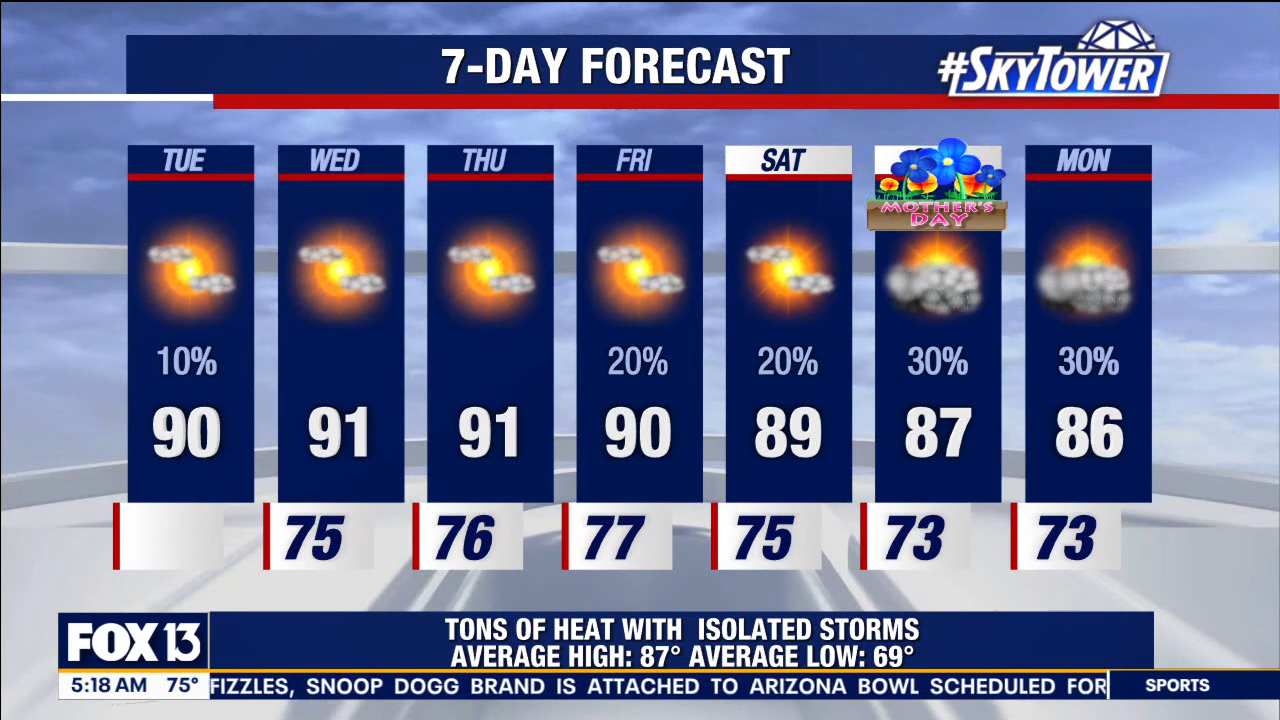 7-DAY FORECAST
#SKYTOWER
TUE WED THU FRI SAT MOTHER'S DAY MON
10% 20% 20% 30% 30%
90 91 91 90 89 87 86
75 76 77 75 73 73
FOX 13
TONS OF HEAT WITH ISOLATED STORMS
AVERAGE HIGH: 87° AVERAGE LOW: 69°
5:18 AM 75° FIZZLES, SNOOP DOGG BRAND IS ATTACHED TO ARIZONA BOWL SCHEDULED FOR SPORTS